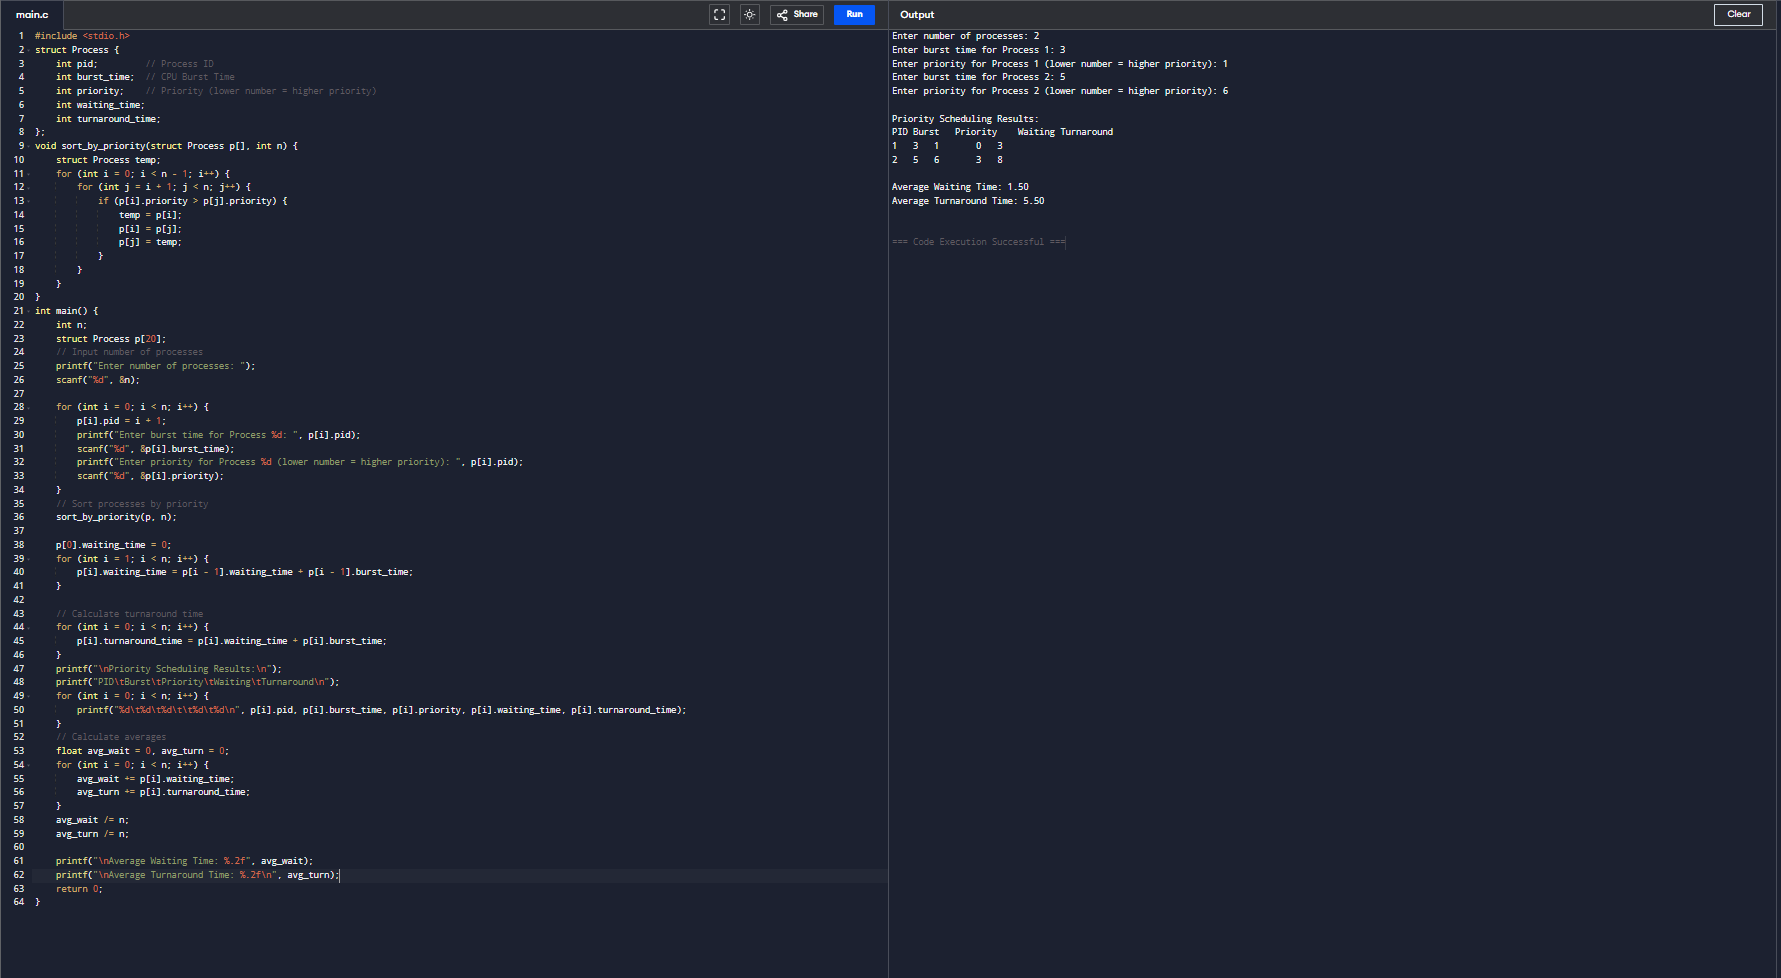 main.c
Share
Run
Output
Clear
1 #include <stdio.h>
2 struct Process {
3     int pid;         // Process ID
4     int burst_time;  // CPU Burst Time
5     int priority;    // Priority (lower number = higher priority)
6     int waiting_time;
7     int turnaround_time;
8 };
9 void sort_by_priority(struct Process p[], int n) {
10     struct Process temp;
11     for (int i = 0; i < n - 1; i++) {
12         for (int j = i + 1; j < n; j++) {
13             if (p[i].priority > p[j].priority) {
14                 temp = p[i];
15                 p[i] = p[j];
16                 p[j] = temp;
17             }
18         }
19     }
20 }
21 int main() {
22     int n;
23     struct Process p[20];
24     // Input number of processes
25     printf("Enter number of processes: ");
26     scanf("%d", &n);
27
28     for (int i = 0; i < n; i++) {
29         p[i].pid = i + 1;
30         printf("Enter burst time for Process %d: ", p[i].pid);
31         scanf("%d", &p[i].burst_time);
32         printf("Enter priority for Process %d (lower number = higher priority): ", p[i].pid);
33         scanf("%d", &p[i].priority);
34     }
35     // Sort processes by priority
36     sort_by_priority(p, n);
37
38     p[0].waiting_time = 0;
39     for (int i = 1; i < n; i++) {
40         p[i].waiting_time = p[i - 1].waiting_time + p[i - 1].burst_time;
41     }
42
43     // Calculate turnaround time
44     for (int i = 0; i < n; i++) {
45         p[i].turnaround_time = p[i].waiting_time + p[i].burst_time;
46     }
47     printf("\nPriority Scheduling Results:\n");
48     printf("PID\tBurst\tPriority\tWaiting\tTurnaround\n");
49     for (int i = 0; i < n; i++) {
50         printf("%d\t%d\t%d\t\t%d\t%d\n", p[i].pid, p[i].burst_time, p[i].priority, p[i].waiting_time, p[i].turnaround_time);
51     }
52     // Calculate averages
53     float avg_wait = 0, avg_turn = 0;
54     for (int i = 0; i < n; i++) {
55         avg_wait += p[i].waiting_time;
56         avg_turn += p[i].turnaround_time;
57     }
58     avg_wait /= n;
59     avg_turn /= n;
60
61     printf("\nAverage Waiting Time: %.2f", avg_wait);
62     printf("\nAverage Turnaround Time: %.2f\n", avg_turn);
63     return 0;
64 }
Enter number of processes: 2
Enter burst time for Process 1: 3
Enter priority for Process 1 (lower number = higher priority): 1
Enter burst time for Process 2: 5
Enter priority for Process 2 (lower number = higher priority): 6
Priority Scheduling Results:
PID Burst   Priority    Waiting Turnaround
1   3   1       0   3
2   5   6       3   8
Average Waiting Time: 1.50
Average Turnaround Time: 5.50
=== Code Execution Successful ===